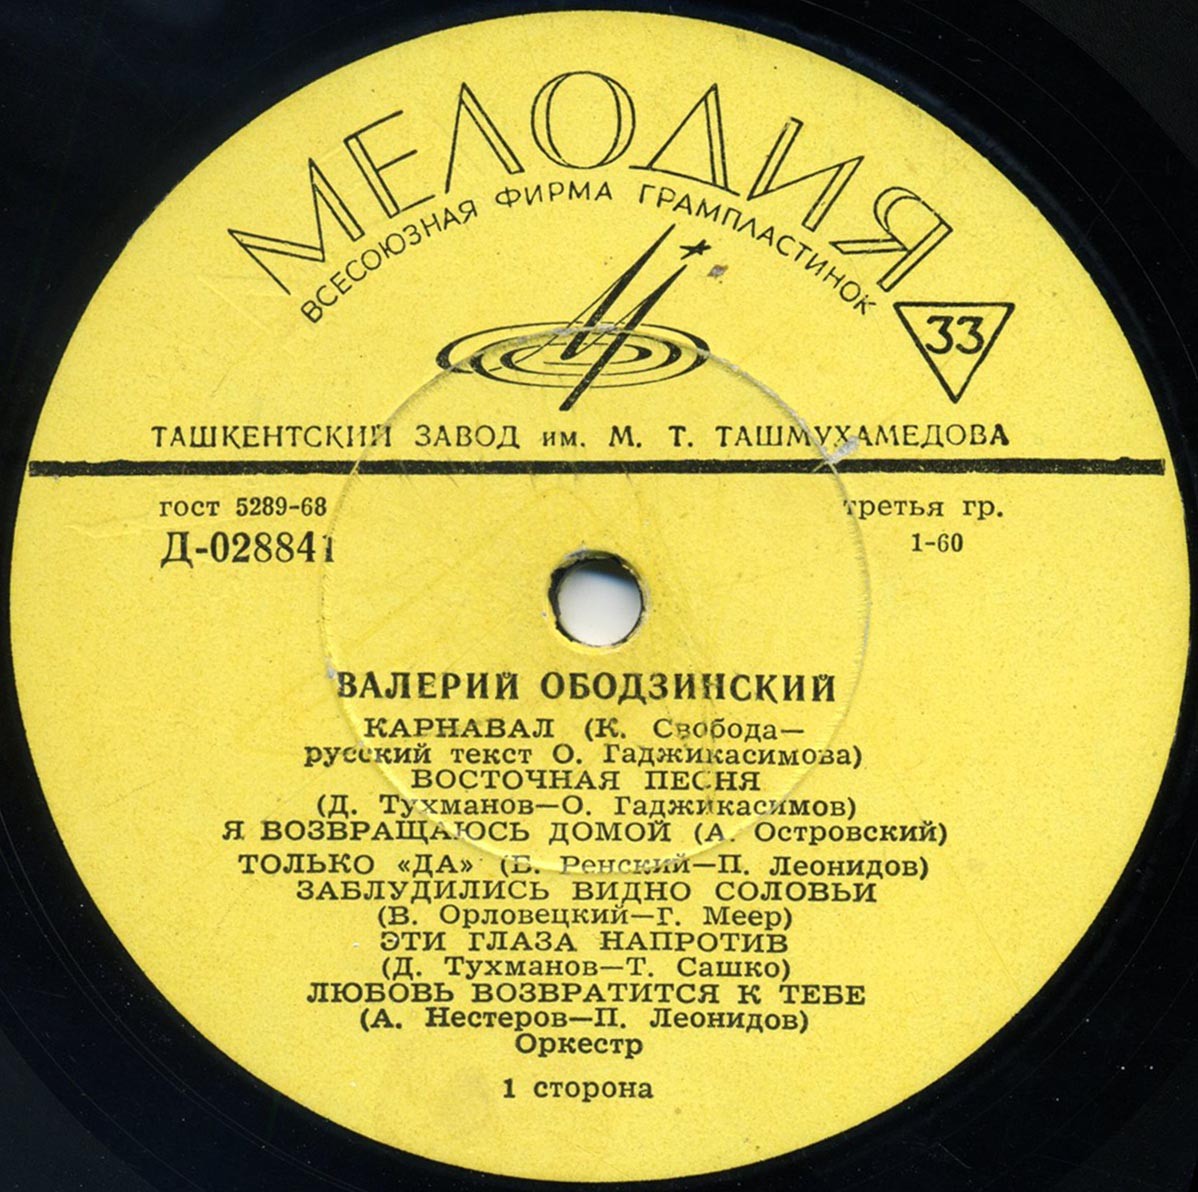 МЕЛОДИЯ
ВСЕСОЮЗНАЯ ФИРМА ГРАМПЛАСТИНОК
33
ТАШКЕНТСКИЙ ЗАВОД им. М. Т. ТАШМУХАМЕДОВА
гост 5289-68 третья гр.
Д-028841 1-60
ВАЛЕРИЙ ОБОДЗИНСКИЙ
КАРНАВАЛ (К. Свобода—
русский текст О. Гаджикасимова)
ВОСТОЧНАЯ ПЕСНЯ
(Д. Тухманов—О. Гаджикасимов)
Я ВОЗВРАЩАЮСЬ ДОМОЙ (А. Островский)
ТОЛЬКО «ДА» (Б. Ренский—П. Леонидов)
ЗАБЛУДИЛИСЬ ВИДНО СОЛОВЬИ
(В. Орловецкий—Г. Меер)
ЭТИ ГЛАЗА НАПРОТИВ
(Д. Тухманов—Т. Сашко)
ЛЮБОВЬ ВОЗВРАТИТСЯ К ТЕБЕ
(А. Нестеров—П. Леонидов)
Оркестр
1 сторона